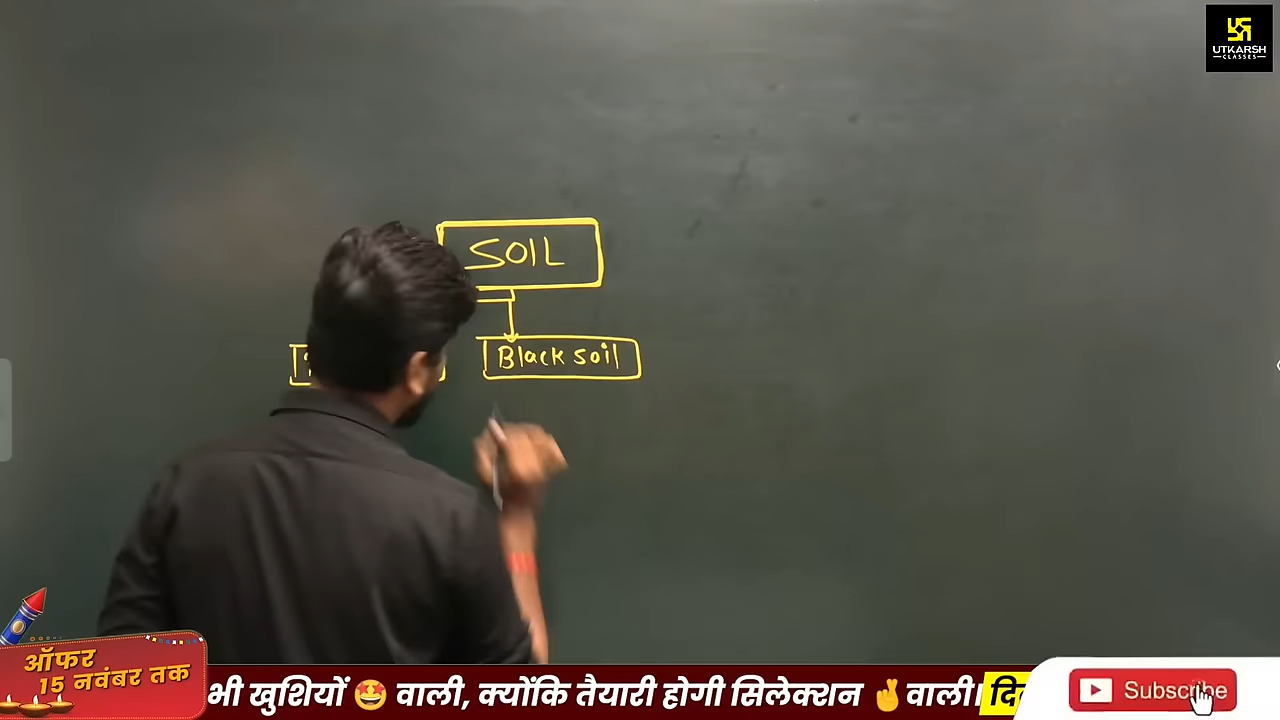 UTKARSH
CLASSES
SOIL
Black soil
ऑफर
15 नवंबर तक
भी खुशियों 🤩 वाली, क्योंकि तैयारी होगी सिलेक्शन 🤞 वाली।
Subscribe